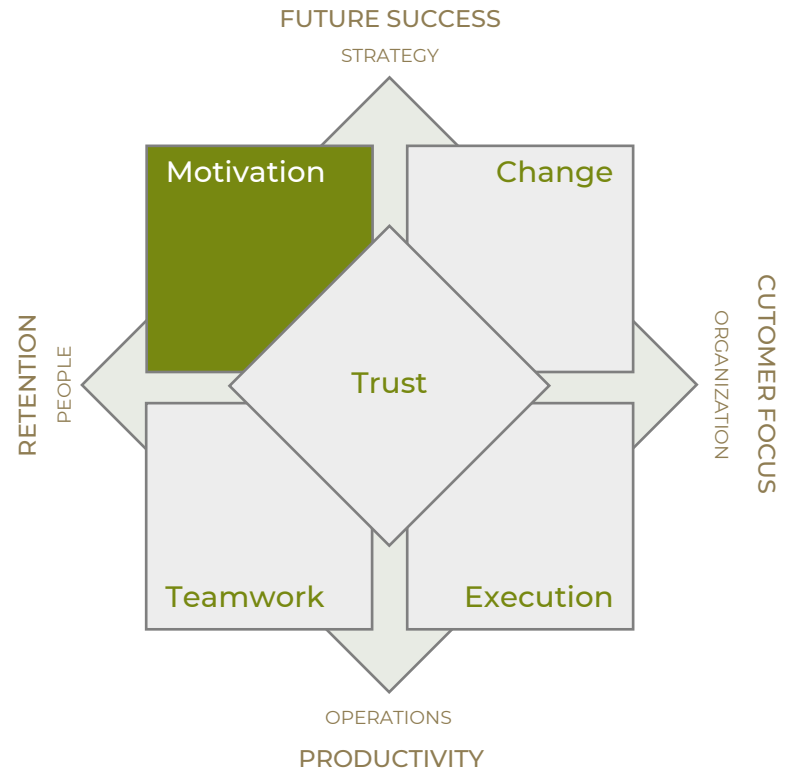 FUTURE SUCCESS
STRATEGY
Motivation
Change
RETENTION
PEOPLE
Trust
ORGANIZATION
CUTOMER FOCUS
Teamwork
Execution
OPERATIONS
PRODUCTIVITY